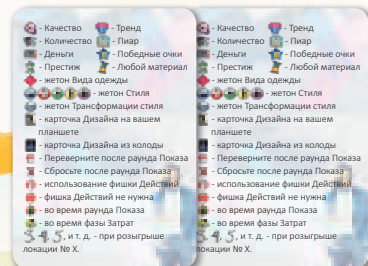 - Качество - Тренд
- Количество - Пиар
- Деньги - Победные очки
- Престиж - Любой материал
- жетон Вида одежды
- жетон Стиля
- жетон Трансформации стиля
- карточка Дизайна на вашем
планшете
- карточка Дизайна из колоды
- Переверните после раунда Показа
- Сбросьте после раунда Показа
- использование фишки Действий
- фишка Действий не нужна
- во время раунда Показа
- во время фазы Затрат
3.4.5, и т. д. - при розыгрыше
локации № X.
- Качество - Тренд
- Количество - Пиар
- Деньги - Победные очки
- Престиж - Любой материал
- жетон Вида одежды
- жетон Стиля
- жетон Трансформации стиля
- карточка Дизайна на вашем
планшете
- карточка Дизайна из колоды
- Переверните после раунда Показа
- Сбросьте после раунда Показа
- использование фишки Действий
- фишка Действий не нужна
- во время раунда Показа
- во время фазы Затрат
3.4.5, и т. д. - при розыгрыше
локации № X.